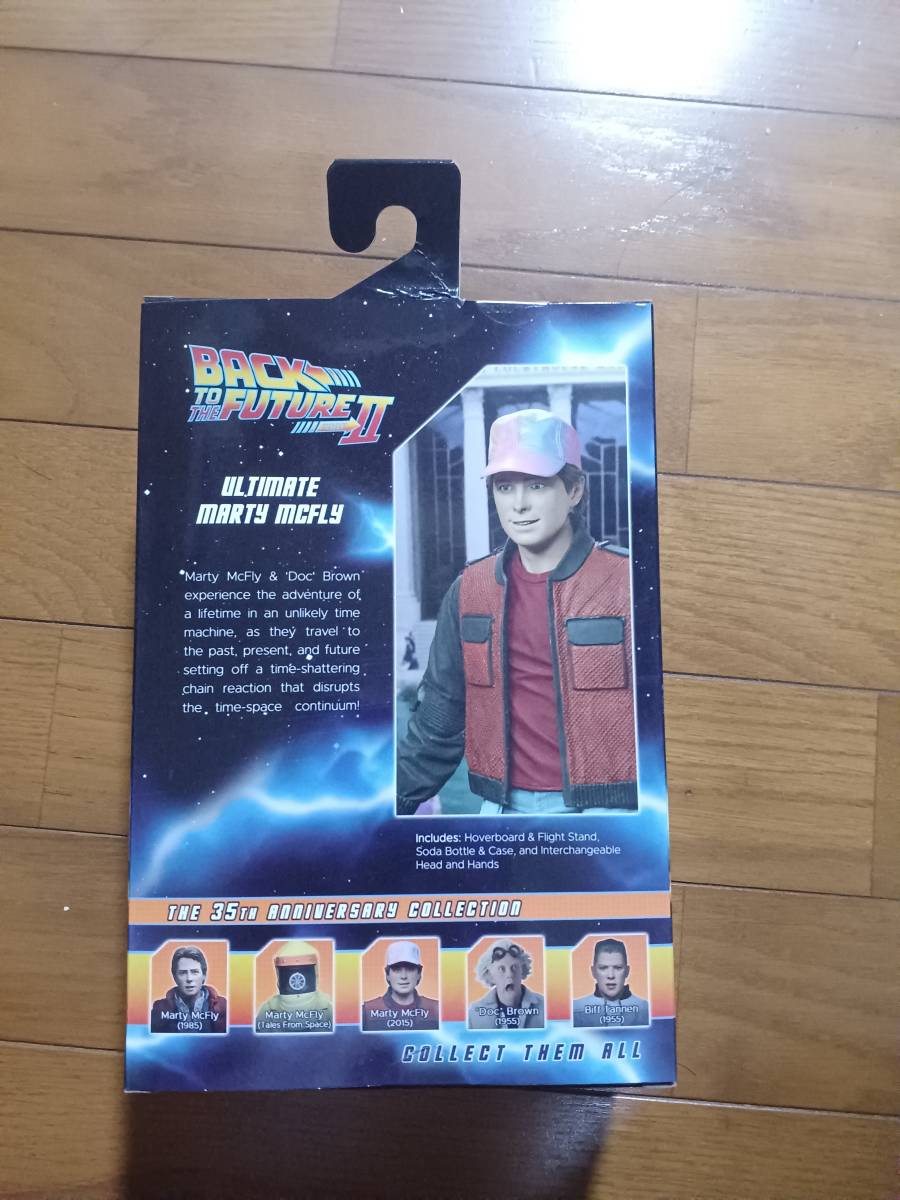 BACK
TO THE FUTURE
PART II
ULTIMATE
MARTY MCFLY
Marty McFly & 'Doc' Brown
experience the adventure of
a lifetime in an unlikely time
machine, as they travel to
the past, present, and future
setting off a time-shattering
chain reaction that disrupts
the time-space continuum!
Includes: Hoverboard & Flight Stand,
Soda Bottle & Case, and Interchangeable
Head and Hands
THE 35TH ANNIVERSARY COLLECTION
Marty McFly
(1985)
Marty McFly
(Tales From Space)
Marty McFly
(2015)
'Doc' Brown
(1955)
Biff Tannen
(1955)
COLLECT THEM ALL